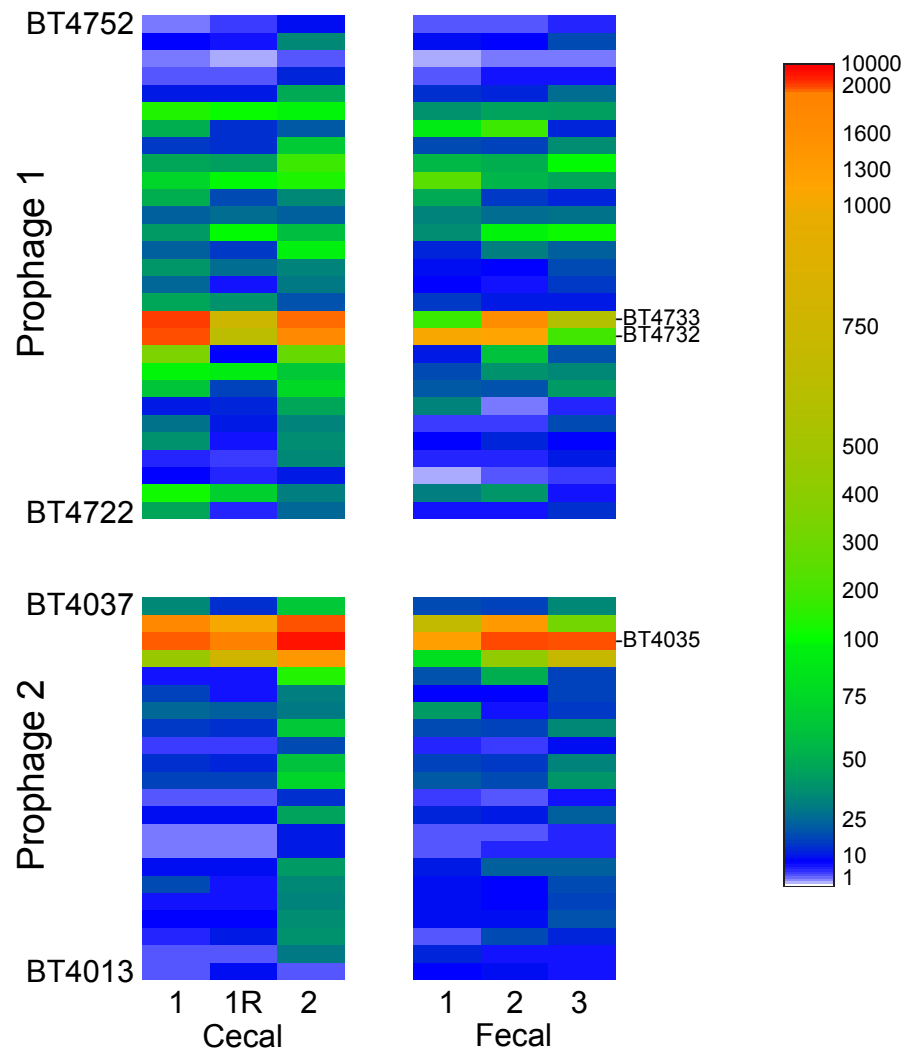 BT4752
Prophage 1
BT4722
-BT4733
-BT4732
BT4037
Prophage 2
BT4013
-BT4035
1 1R 2
Cecal
1 2 3
Fecal
10000
2000
1600
1300
1000
750
500
400
300
200
100
75
50
25
10
1